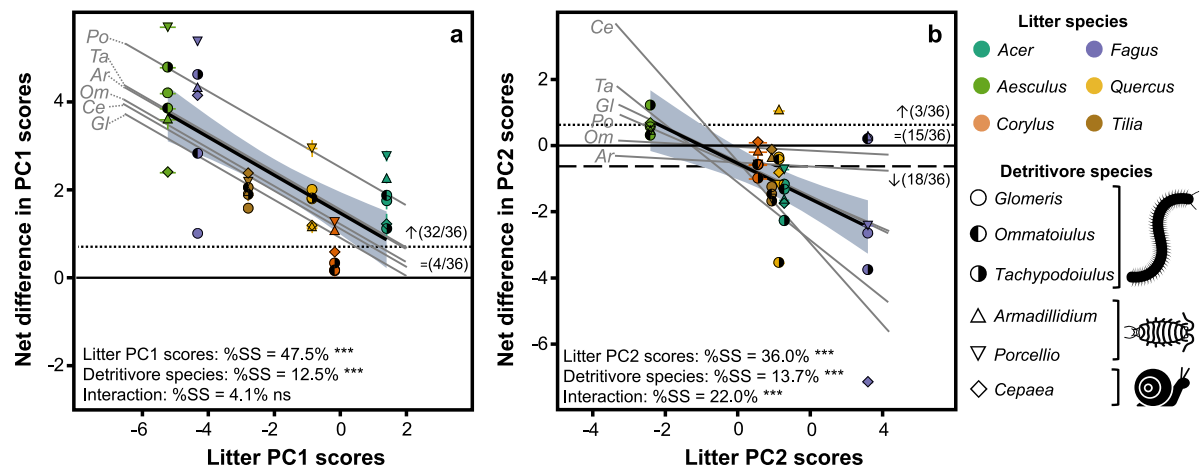 Net difference in PC1 scores
4
2
0
−2
Po
Ta
Ar
Om
Ce
Gl
a
↑(32/36)
=(4/36)
Litter PC1 scores: %SS = 47.5% ***
Detritivore species: %SS = 12.5% ***
Interaction: %SS = 4.1% ns
-6 -4 -2 0 2
Litter PC1 scores
Net difference in PC2 scores
2
0
-2
-4
-6
Ce
Ta
Gl
Po
Om
Ar
b
↑(3/36)
=(15/36)
↓(18/36)
Litter PC2 scores: %SS = 36.0% ***
Detritivore species: %SS = 13.7% ***
Interaction: %SS = 22.0% ***
-4 -2 0 2 4
Litter PC2 scores
Litter species
Acer Fagus
Aesculus Quercus
Corylus Tilia
Detritivore species
Glomeris
Ommatoiulus
Tachypodoiulus
Armadillidium
Porcellio
Cepaea